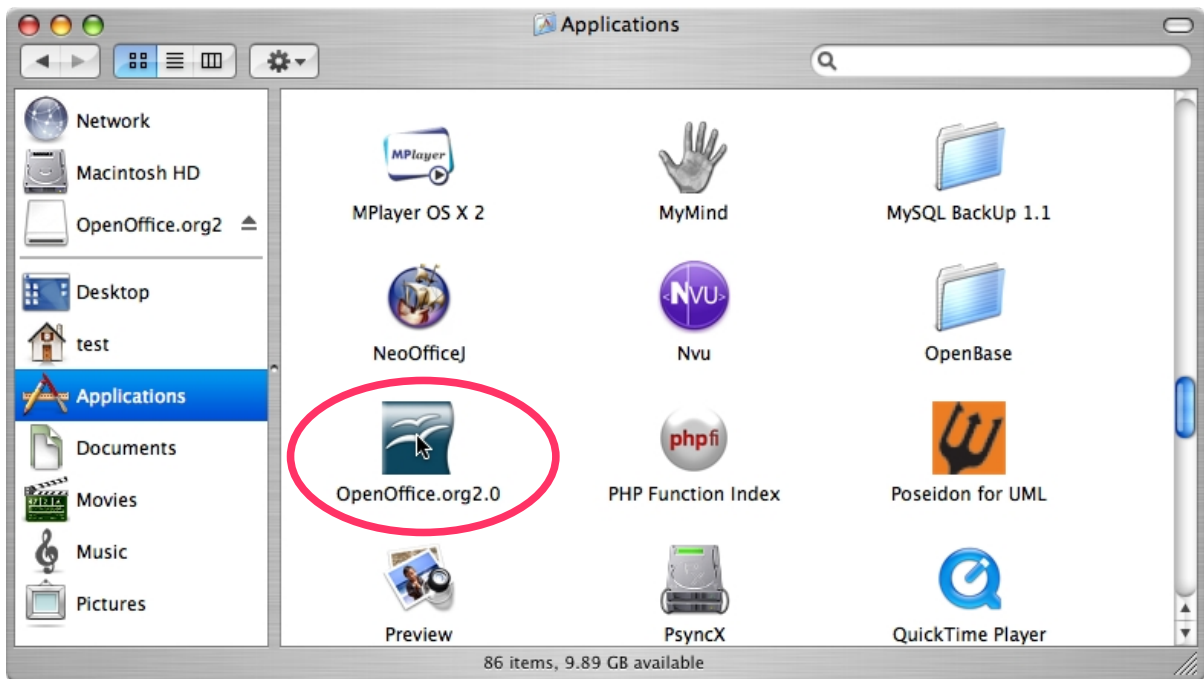 Applications
Network
Macintosh HD
OpenOffice.org2
Desktop
test
Applications
Documents
Movies
Music
Pictures
MPlayer
MPlayer OS X 2
MyMind
MySQL BackUp 1.1
NeoOfficeJ
<NVU>
Nvu
OpenBase
OpenOffice.org2.0
phpfi
PHP Function Index
Poseidon for UML
Preview
PsyncX
QuickTime Player
86 items, 9.89 GB available